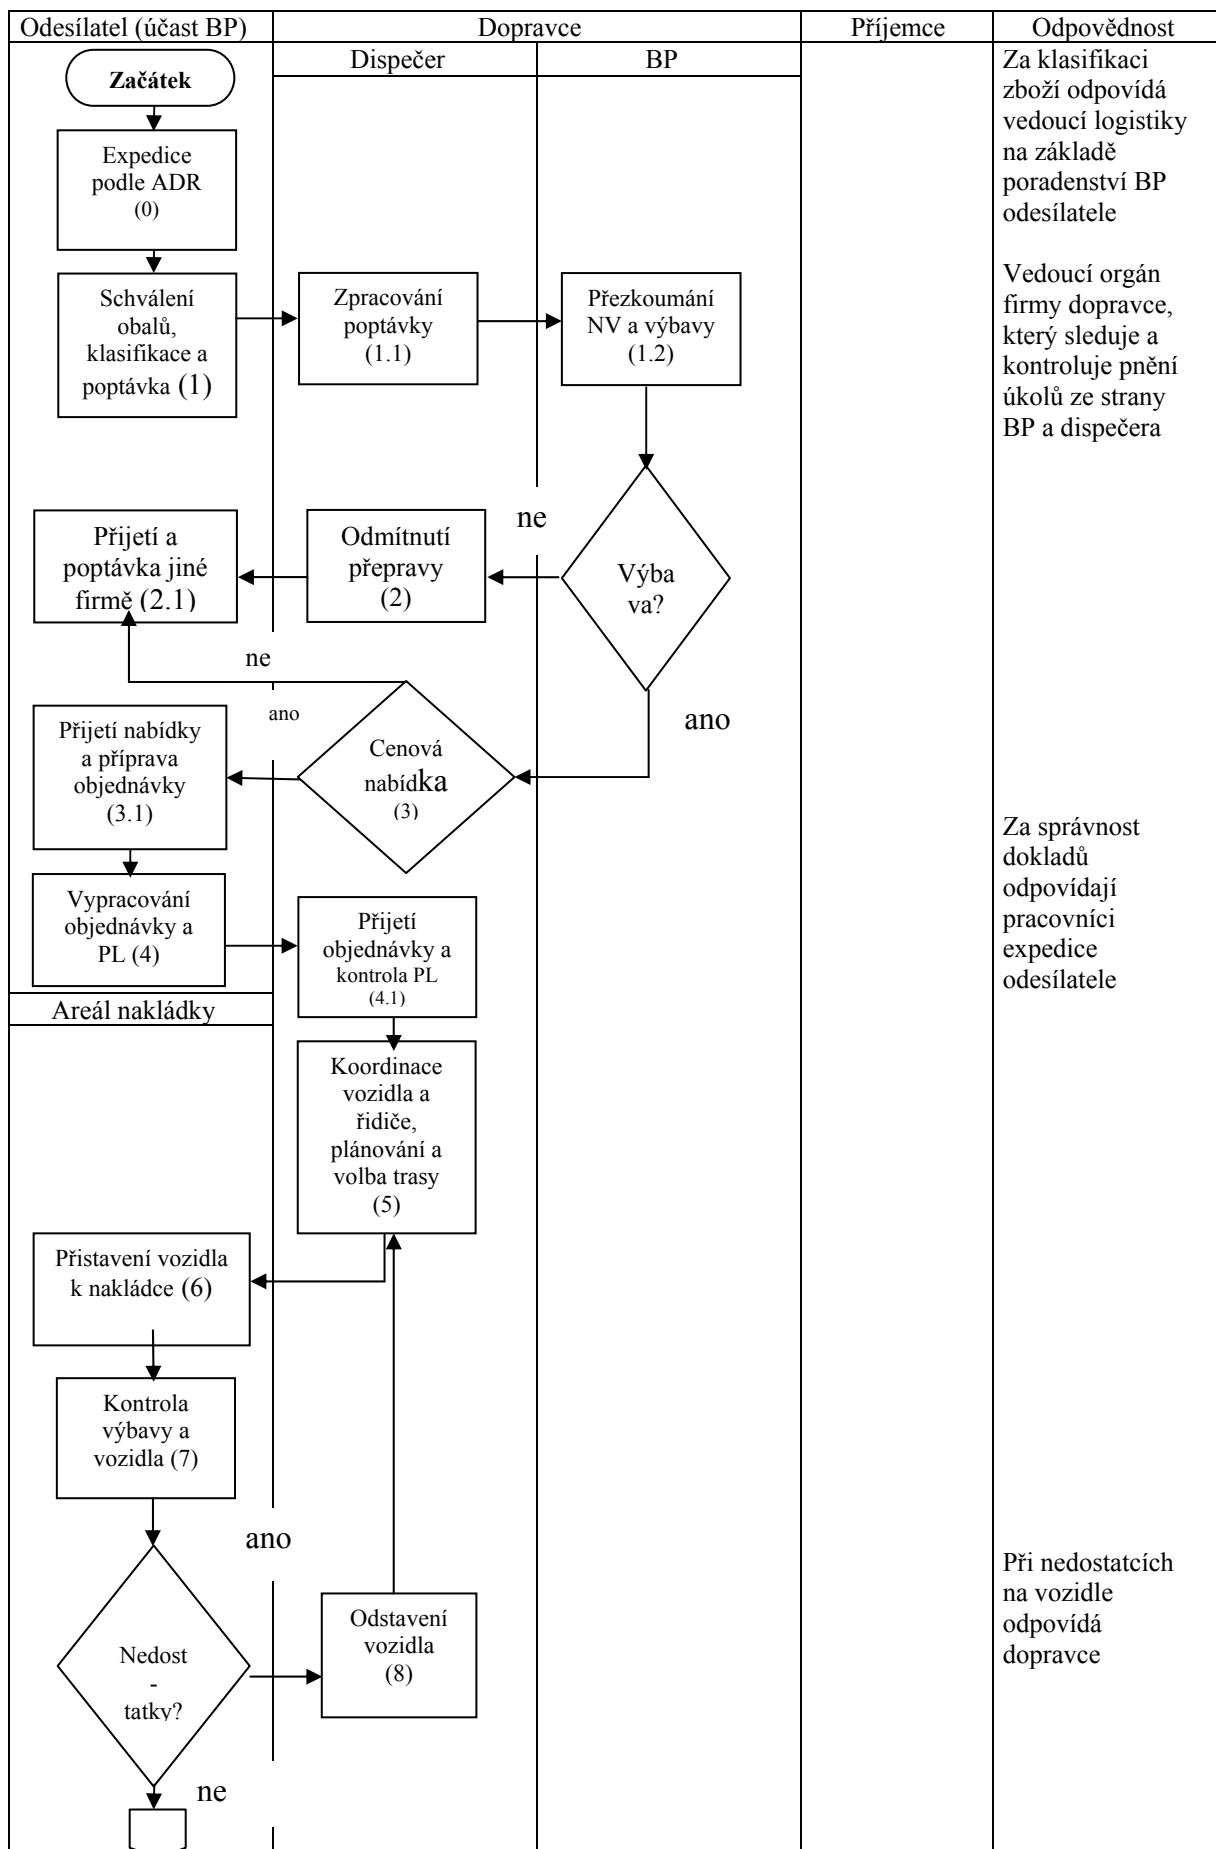 Odesílatel (účast BP)
Dopravce
Příjemce
Odpovědnost
Dispečer
BP
Začátek
Expedice
podle ADR
(0)
Schválení
obalů,
klasifikace a
poptávka (1)
Zpracování
poptávky
(1.1)
Přezkoumání
NV a výbavy
(1.2)
Za klasifikaci
zboží odpovídá
vedoucí logistiky
na základě
poradenství BP
odesílatele
Vedoucí orgán
firmy dopravce,
který sleduje a
kontroluje pnění
úkolů ze strany
BP a dispečera
Přijetí a
poptávka jiné
firmě (2.1)
Odmítnutí
přepravy
(2)
ne
Výba
va?
ne
ano
ano
Přijetí nabídky
a příprava
objednávky
(3.1)
Cenová
nabídka
(3)
Vypracování
objednávky a
PL (4)
Přijetí
objednávky a
kontrola PL
(4.1)
Za správnost
dokladů
odpovídají
pracovníci
expedice
odesílatele
Areál nakládky
Koordinace
vozidla a
řidiče,
plánování a
volba trasy
(5)
Přistavení vozidla
k nakládce (6)
Kontrola
výbavy a
vozidla (7)
ano
Nedost
-
tatky?
Odstavení
vozidla
(8)
Při nedostatcích
na vozidle
odpovídá
dopravce
ne